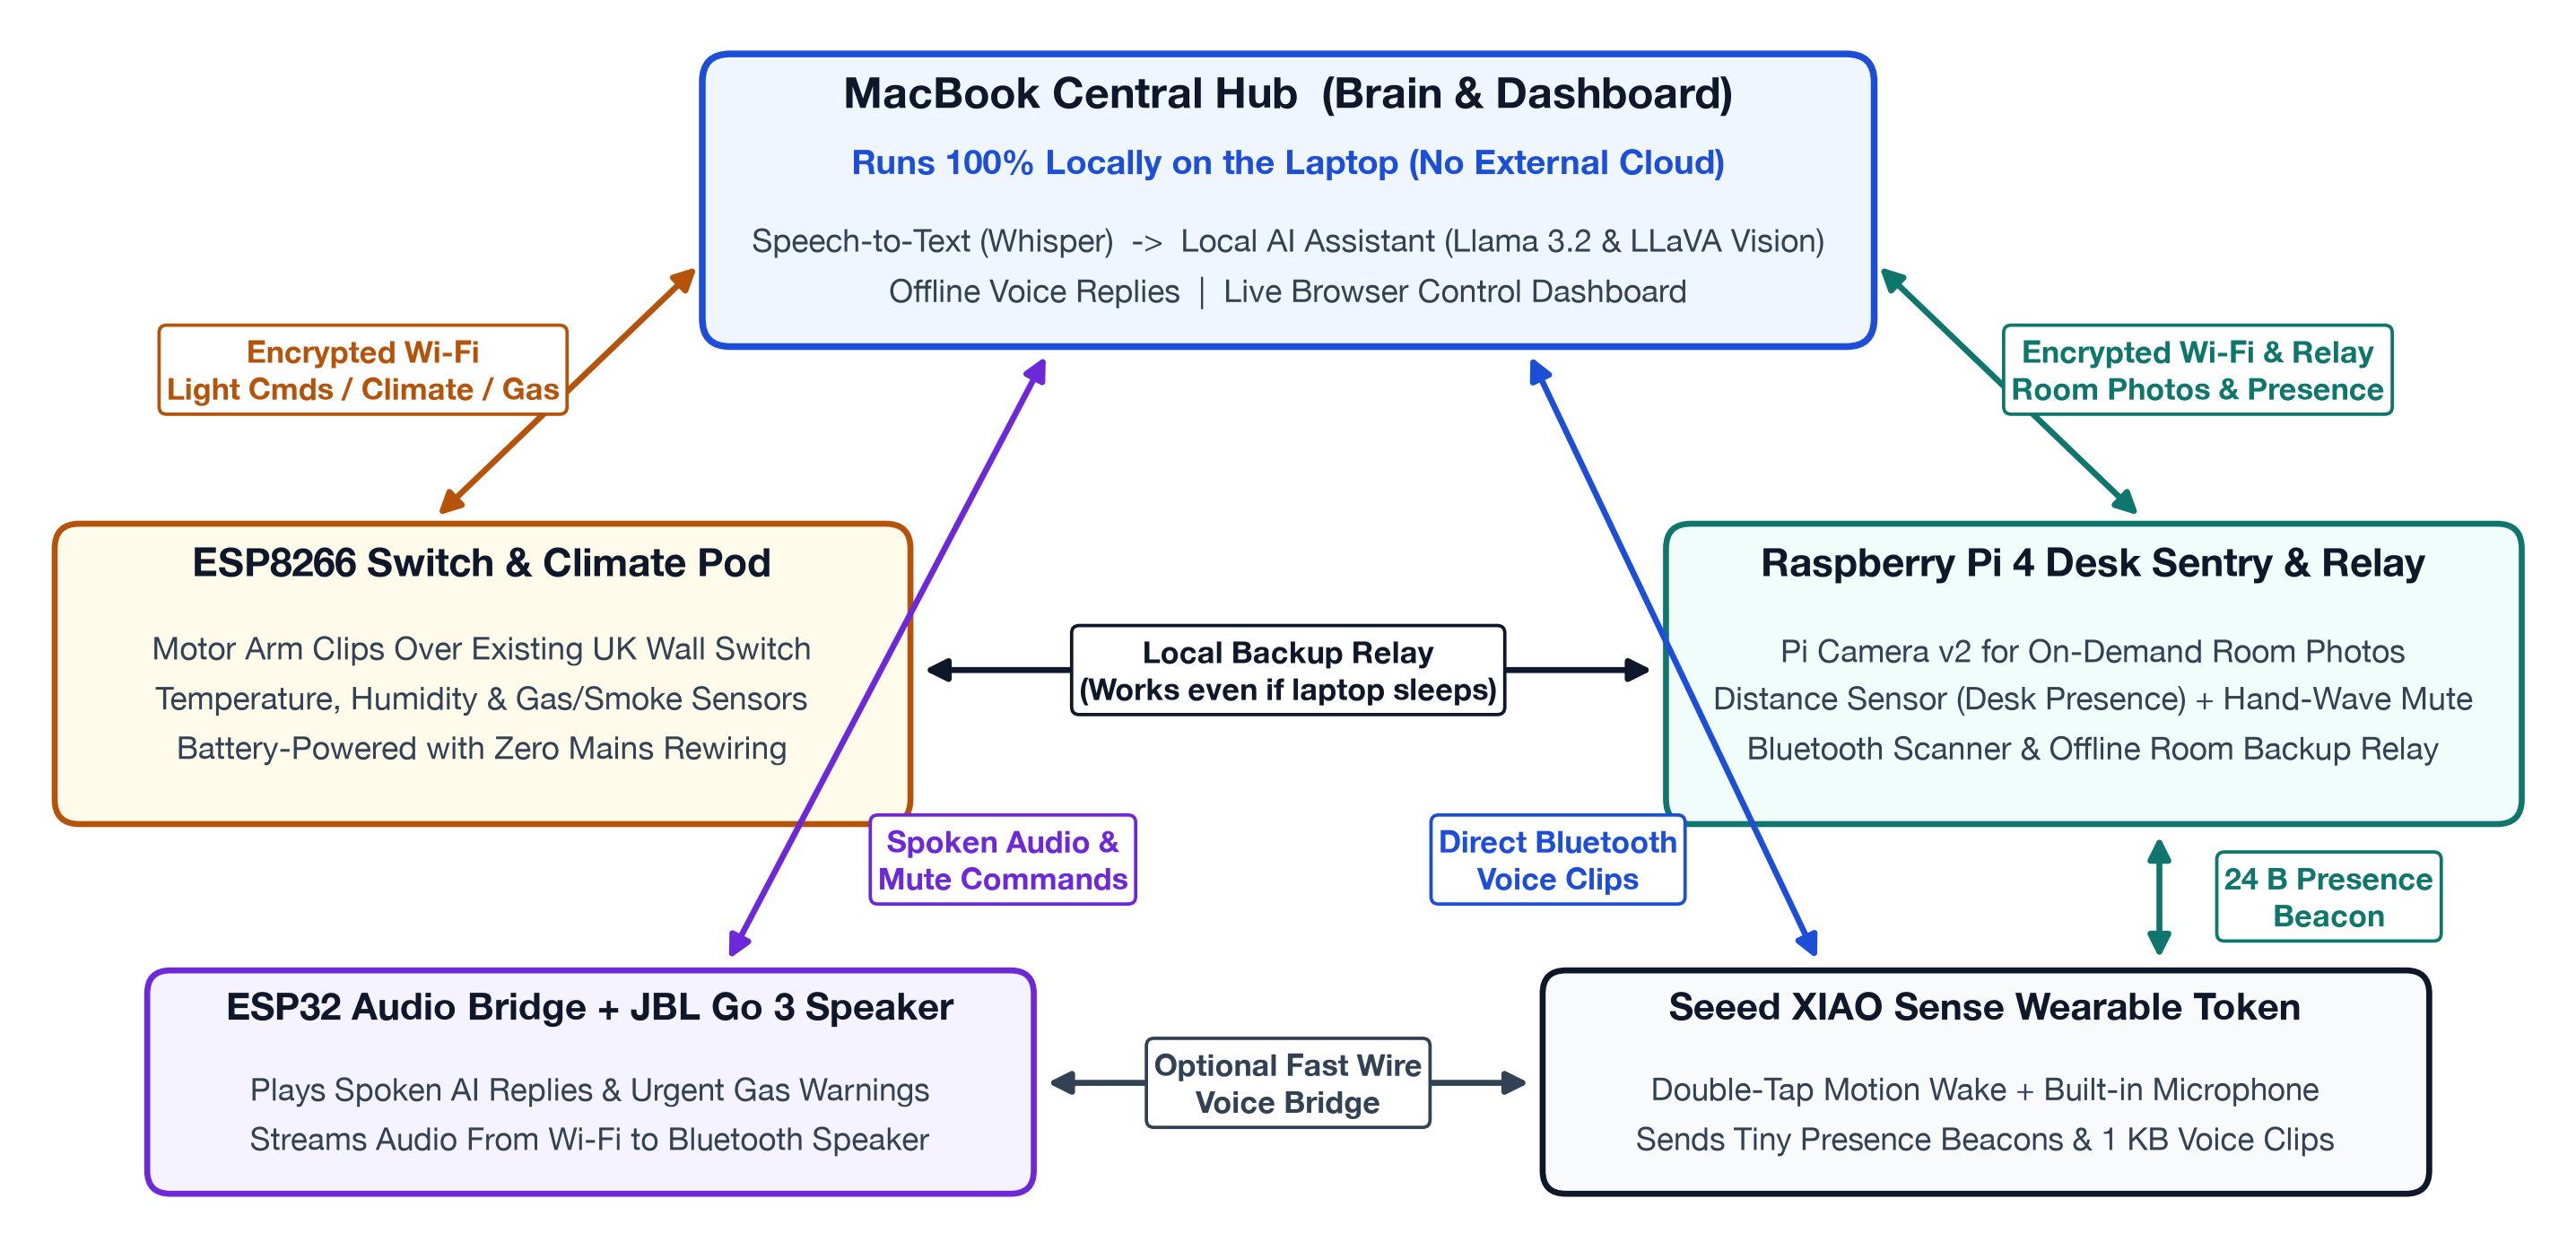 MacBook Central Hub (Brain & Dashboard)
Runs 100% Locally on the Laptop (No External Cloud)
Speech-to-Text (Whisper) -> Local AI Assistant (Llama 3.2 & LLaVA Vision)
Offline Voice Replies | Live Browser Control Dashboard
Encrypted Wi-Fi
Light Cmds / Climate / Gas
Encrypted Wi-Fi & Relay
Room Photos & Presence
ESP8266 Switch & Climate Pod
Motor Arm Clips Over Existing UK Wall Switch
Temperature, Humidity & Gas/Smoke Sensors
Battery-Powered with Zero Mains Rewiring
Local Backup Relay
(Works even if laptop sleeps)
Raspberry Pi 4 Desk Sentry & Relay
Pi Camera v2 for On-Demand Room Photos
Distance Sensor (Desk Presence) + Hand-Wave Mute
Bluetooth Scanner & Offline Room Backup Relay
Spoken Audio &
Mute Commands
Direct Bluetooth
Voice Clips
24 B Presence
Beacon
ESP32 Audio Bridge + JBL Go 3 Speaker
Plays Spoken AI Replies & Urgent Gas Warnings
Streams Audio From Wi-Fi to Bluetooth Speaker
Optional Fast Wire
Voice Bridge
Seeed XIAO Sense Wearable Token
Double-Tap Motion Wake + Built-in Microphone
Sends Tiny Presence Beacons & 1 KB Voice Clips